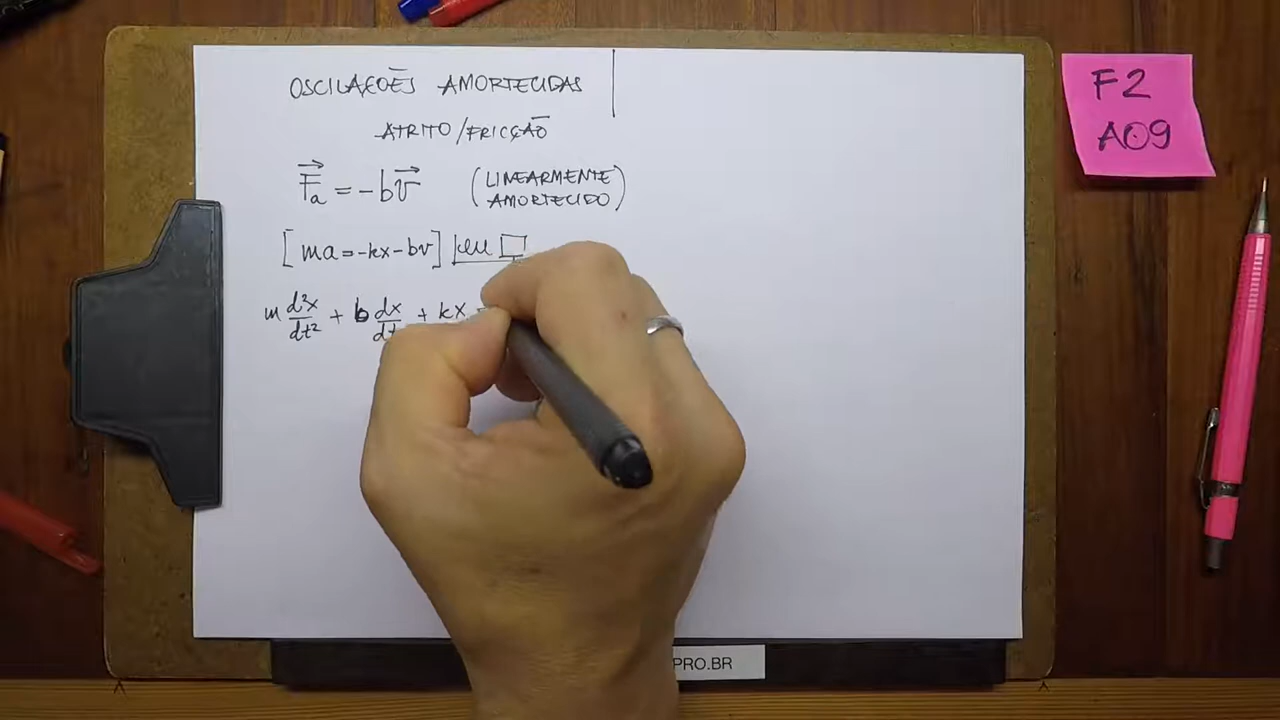 OSCILAÇÕES AMORTECIDAS
ATRITO/FRICÇÃO
F⃗a = -bv⃗ (LINEARMENTE
AMORTECIDO)
[ma = -kx - bv]
m d²x/dt² + b dx/dt + kx
F2
A09
PRO.BR